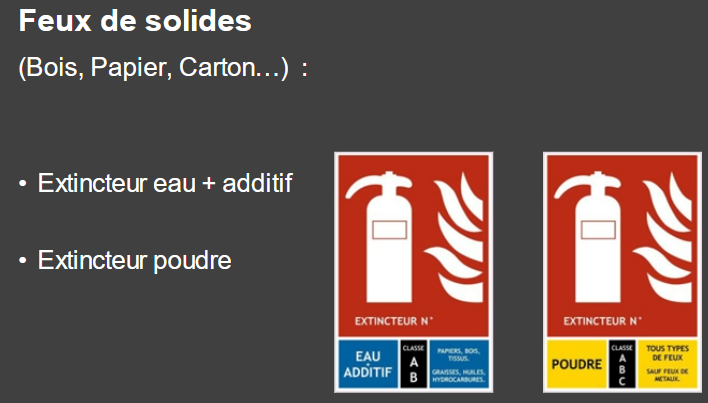 Feux de solides
(Bois, Papier, Carton…) :
• Extincteur eau + additif
• Extincteur poudre
EXTINCTEUR N°
EAU
+
ADDITIF
CLASSE
A
B
PAPIERS, BOIS,
TISSUS.
GRAISSES, HUILES,
HYDROCARBURES.
EXTINCTEUR N°
POUDRE
CLASSE
A
B
C
TOUS TYPES
DE FEUX
SAUF FEUX DE
METAUX.